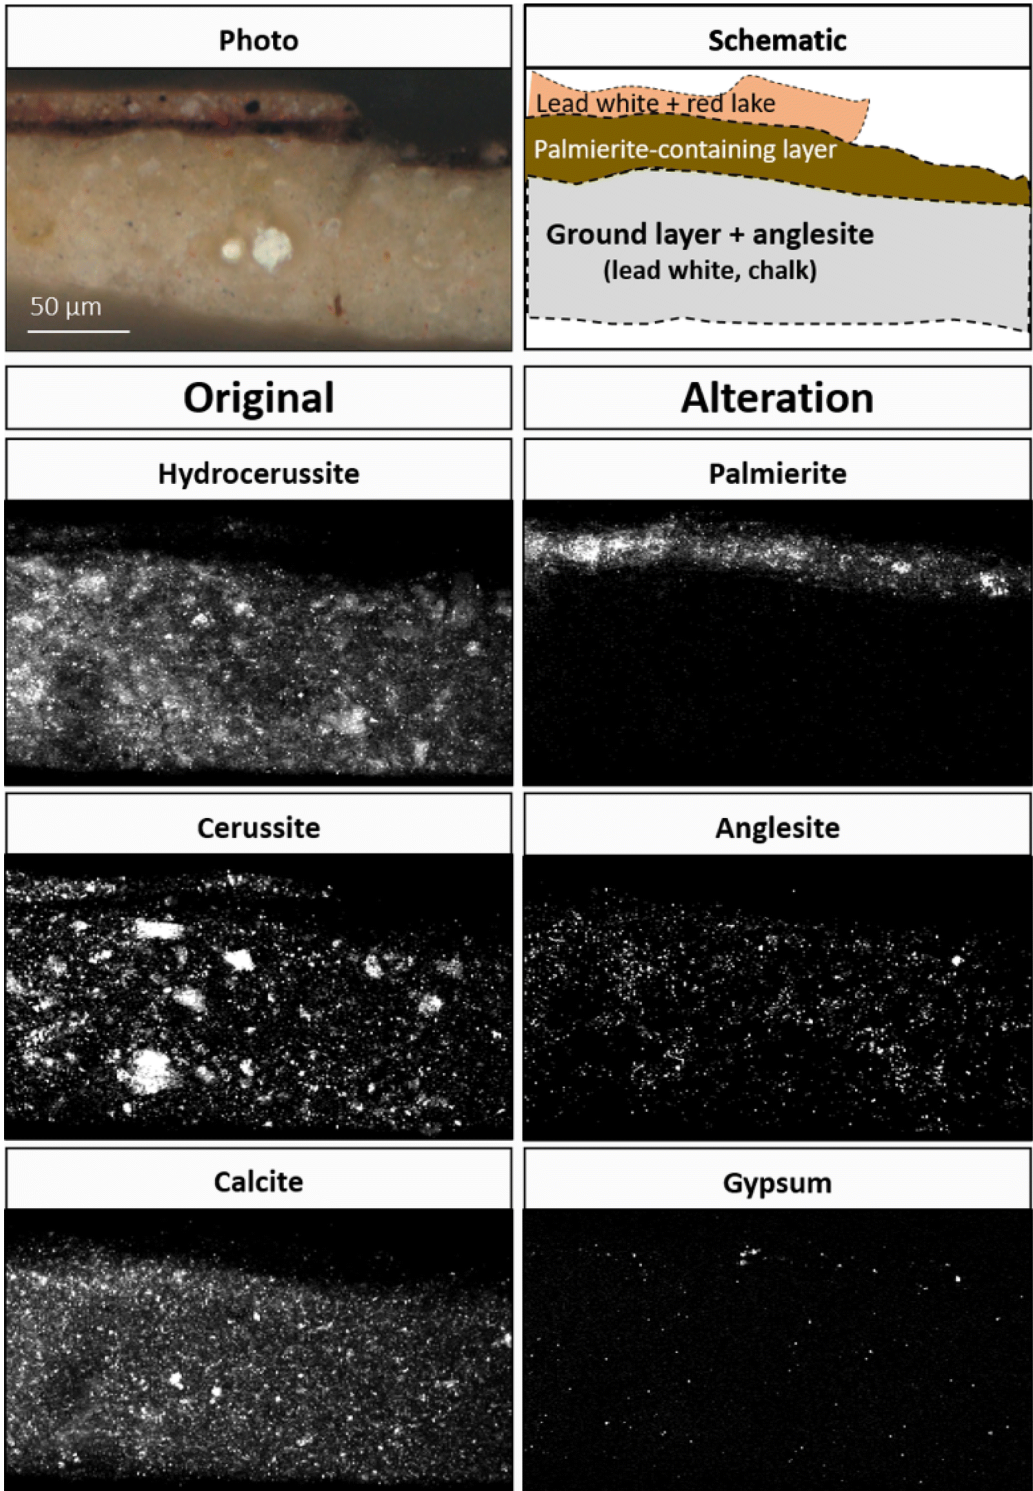 Photo
Schematic
50 µm
Lead white + red lake
Palmierite-containing layer
Ground layer + anglesite
(lead white, chalk)
Original
Alteration
Hydrocerussite
Palmierite
Cerussite
Anglesite
Calcite
Gypsum